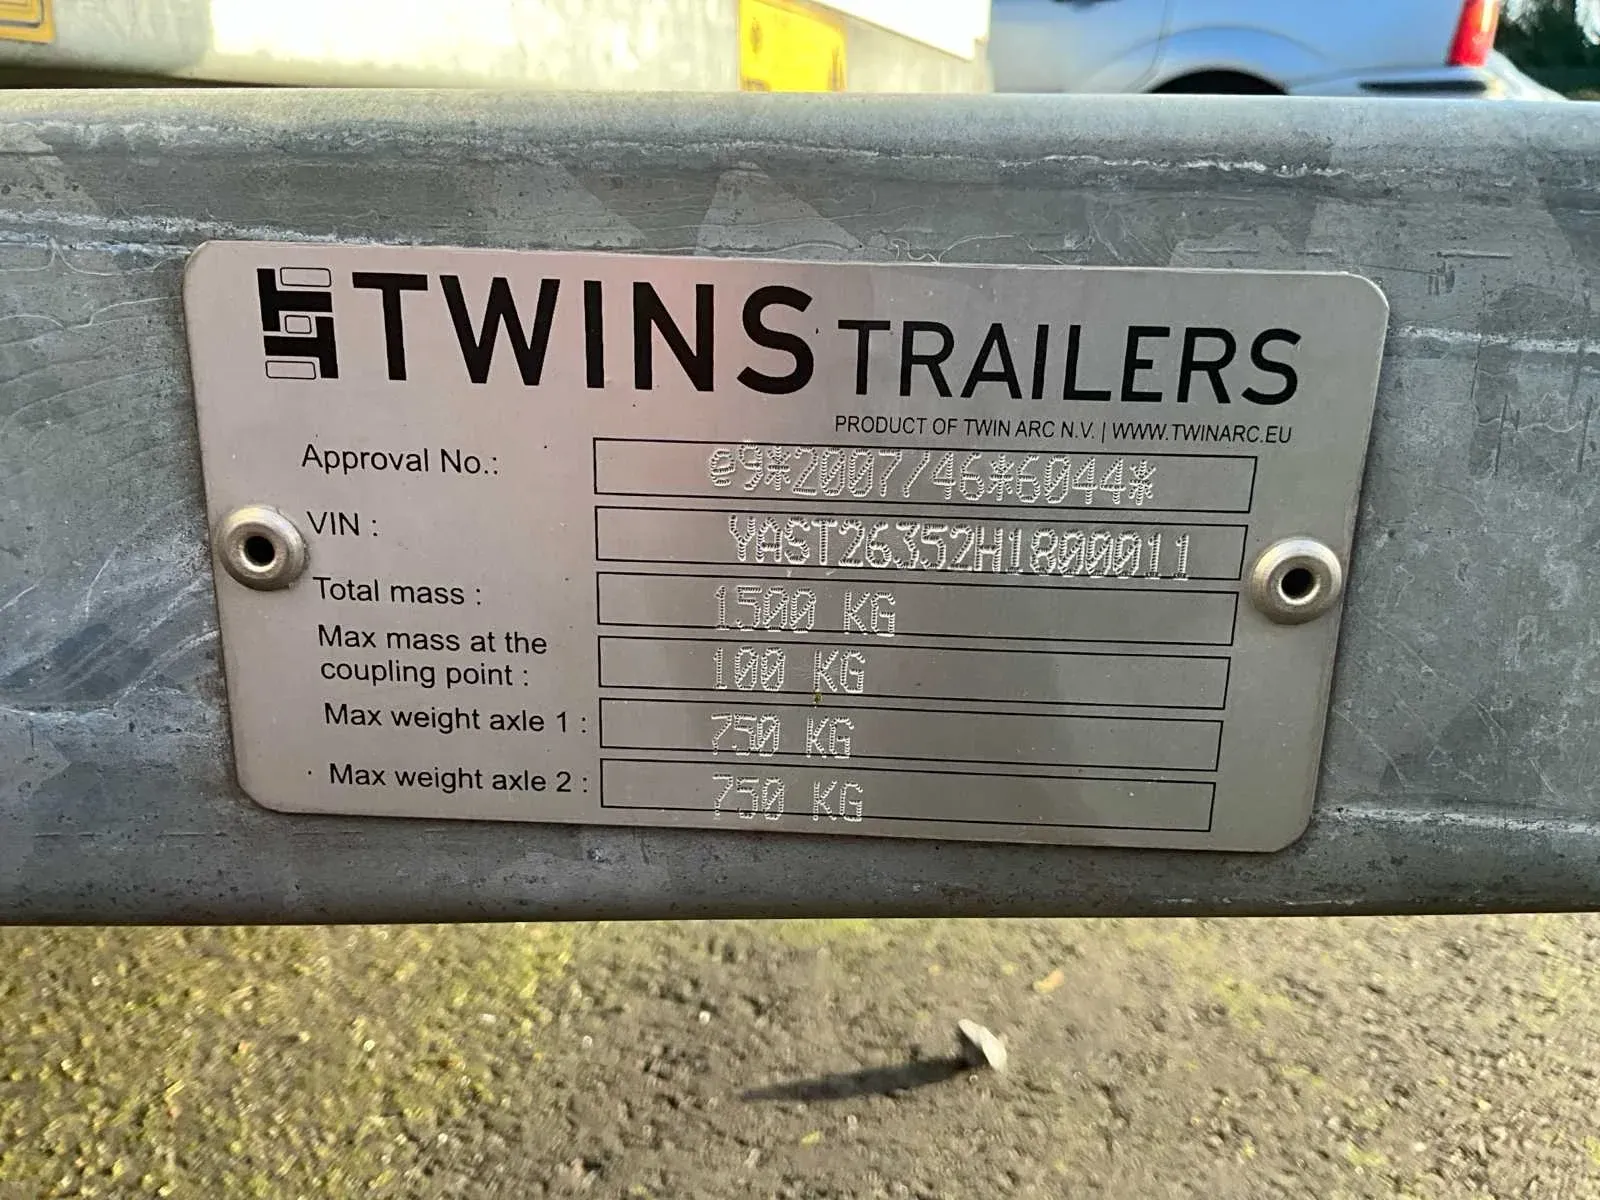 TWINS TRAILERS
PRODUCT OF TWIN ARC N.V. | WWW.TWINARC.EU
Approval No.: e9*2007/46*6044*
VIN : YAST26352H1800011
Total mass : 1500 KG
Max mass at the
coupling point : 100 KG
Max weight axle 1 : 750 KG
Max weight axle 2 : 750 KG